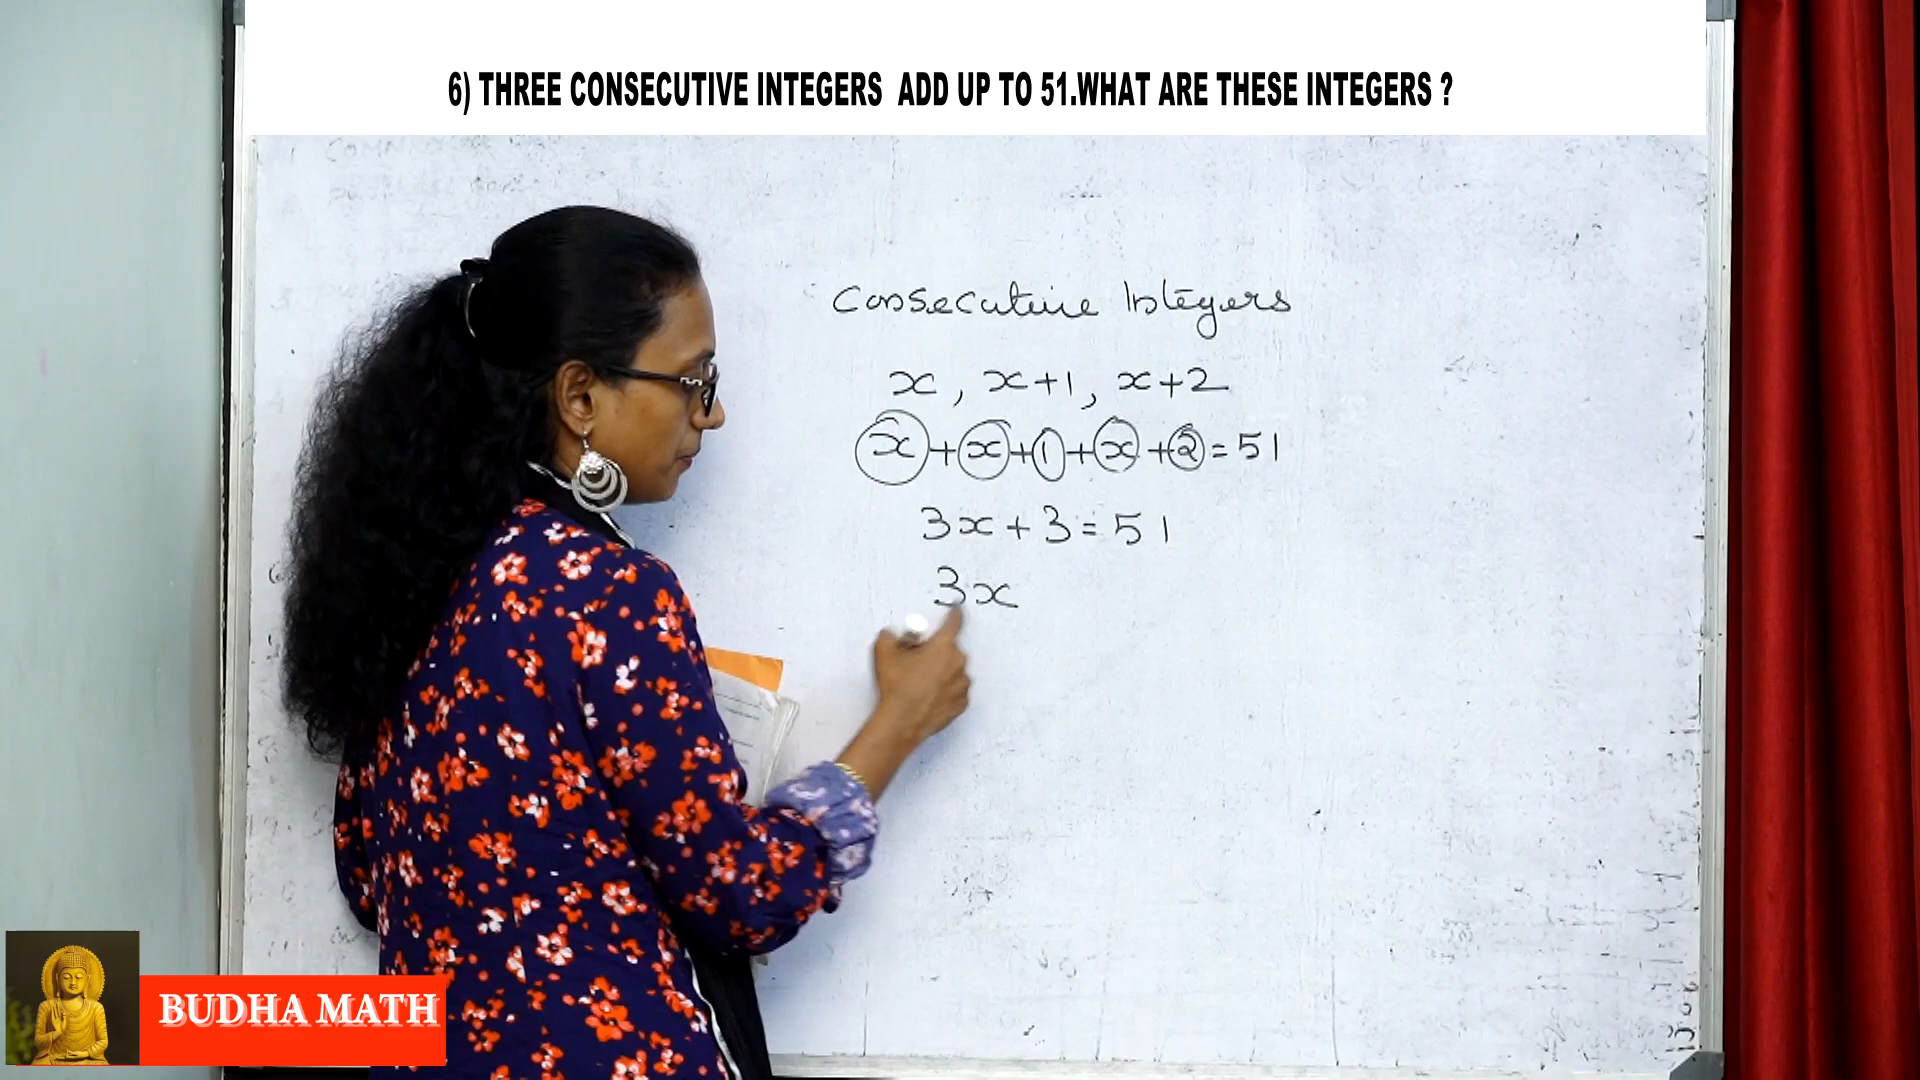 6) THREE CONSECUTIVE INTEGERS ADD UP TO 51.WHAT ARE THESE INTEGERS ?
Consecutive Integers
x , x+1, x+2
x+x+1+x+2=51
3x+3=51
3x
BUDHA MATH